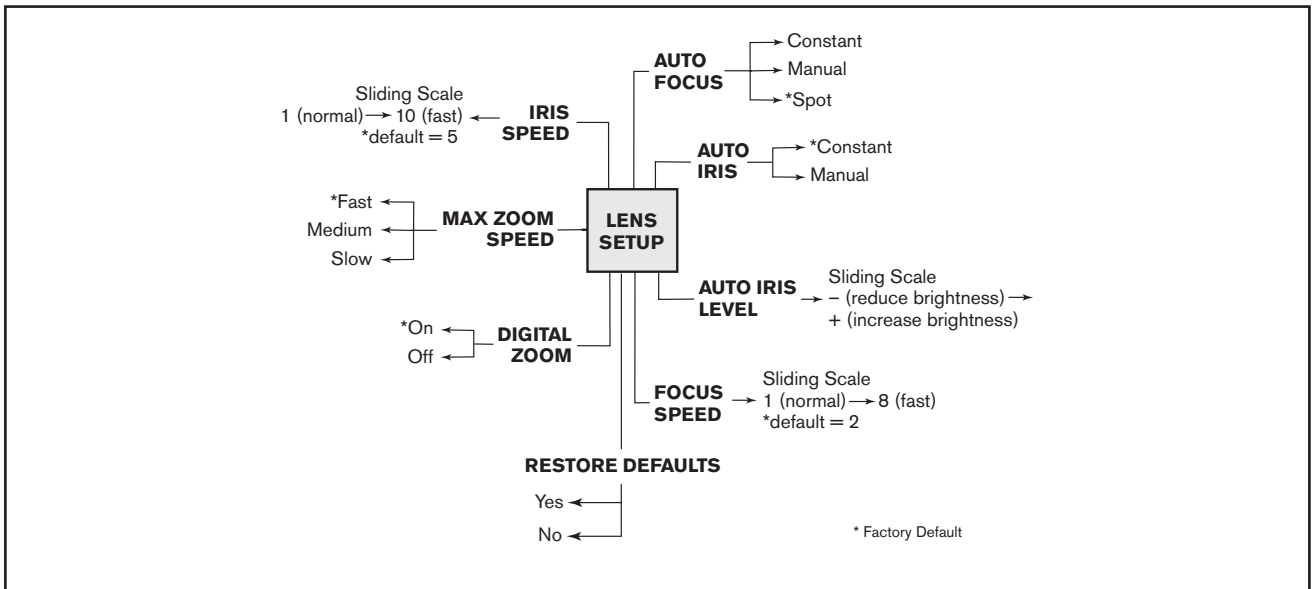 AUTO
FOCUS
Constant
Manual
*Spot
Sliding Scale
1 (normal) → 10 (fast)
*default = 5
IRIS
SPEED
AUTO
IRIS
*Constant
Manual
*Fast
Medium
Slow
MAX ZOOM
SPEED
LENS
SETUP
AUTO IRIS
LEVEL
Sliding Scale
– (reduce brightness) →
+ (increase brightness)
*On
Off
DIGITAL
ZOOM
FOCUS
SPEED
Sliding Scale
1 (normal) → 8 (fast)
*default = 2
RESTORE DEFAULTS
Yes
No
* Factory Default